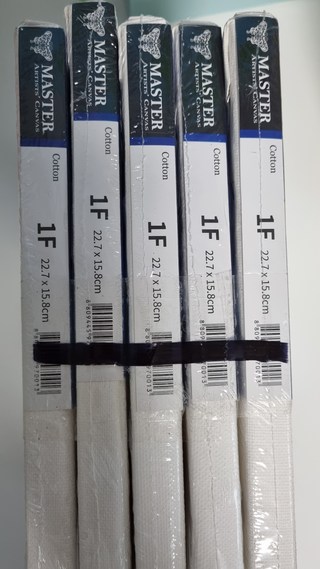 MASTER
ARTISTS' CANVAS
Cotton
1F
22.7 x 15.8cm
MASTER
ARTISTS' CANVAS
Cotton
1F
22.7 x 15.8cm
MASTER
ARTISTS' CANVAS
Cotton
1F
22.7 x 15.8cm
MASTER
ARTISTS' CANVAS
Cotton
1F
22.7 x 15.8cm
MASTER
ARTISTS' CANVAS
Cotton
1F
22.7 x 15.8cm